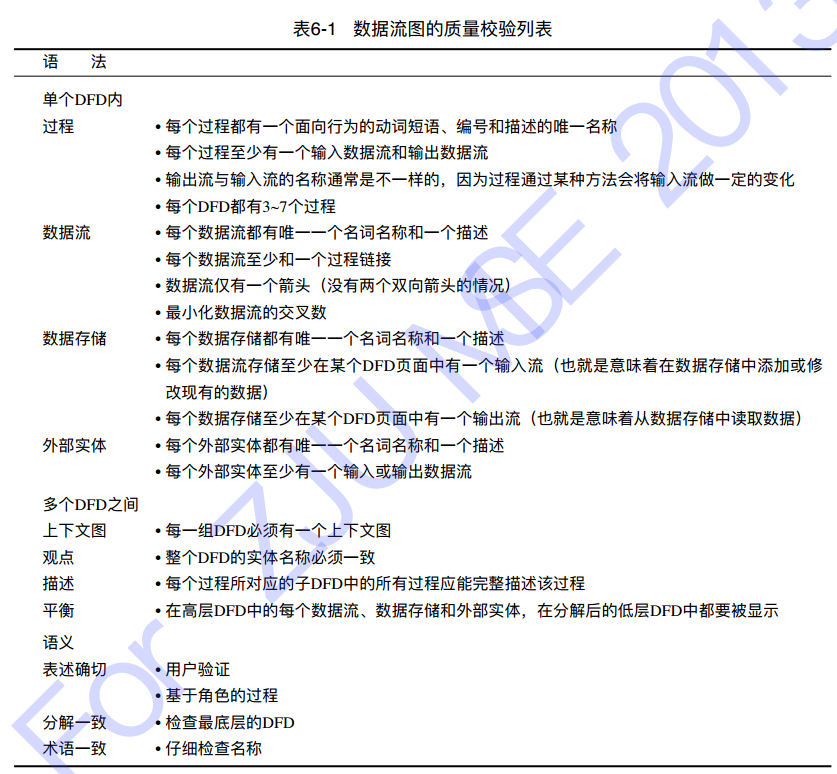 表6-1 数据流图的质量校验列表
语 法
单个DFD内
过程 • 每个过程都有一个面向行为的动词短语、编号和描述的唯一名称
• 每个过程至少有一个输入数据流和输出数据流
• 输出流与输入流的名称通常是不一样的，因为过程通过某种方法会将输入流做一定的变化
• 每个DFD都有3~7个过程
数据流 • 每个数据流都有唯一一个名词名称和一个描述
• 每个数据流至少和一个过程链接
• 数据流仅有一个箭头（没有两个双向箭头的情况）
• 最小化数据流的交叉数
数据存储 • 每个数据存储都有唯一一个名词名称和一个描述
• 每个数据流存储至少在某个DFD页面中有一个输入流（也就是意味着在数据存储中添加或修
改现有的数据）
• 每个数据存储至少在某个DFD页面中有一个输出流（也就是意味着从数据存储中读取数据）
外部实体 • 每个外部实体都有唯一一个名词名称和一个描述
• 每个外部实体至少有一个输入或输出数据流
多个DFD之间
上下文图 • 每一组DFD必须有一个上下文图
观点 • 整个DFD的实体名称必须一致
描述 • 每个过程所对应的子DFD中的所有过程应能完整描述该过程
平衡 • 在高层DFD中的每个数据流、数据存储和外部实体，在分解后的低层DFD中都要被显示
语义
表述确切 • 用户验证
• 基于角色的过程
分解一致 • 检查最底层的DFD
术语一致 • 仔细检查名称
For ZJU MSE 2013